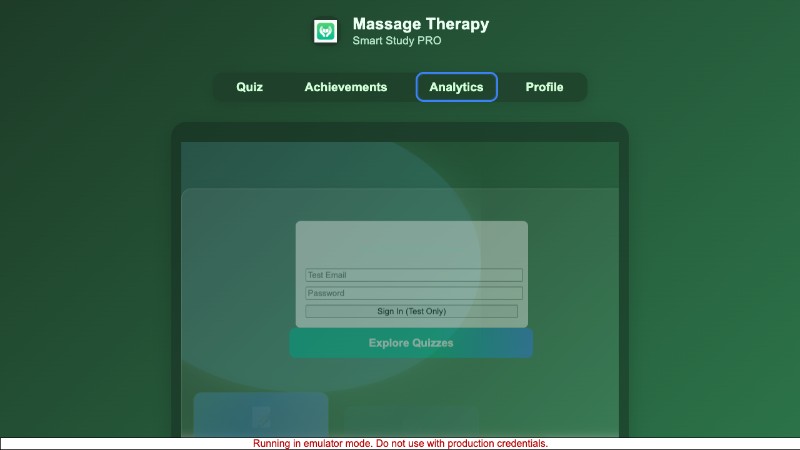 Massage Therapy
Smart Study PRO
Quiz Achievements Analytics Profile
Test Email
Password
Sign In (Test Only)
Explore Quizzes
Running in emulator mode. Do not use with production credentials.